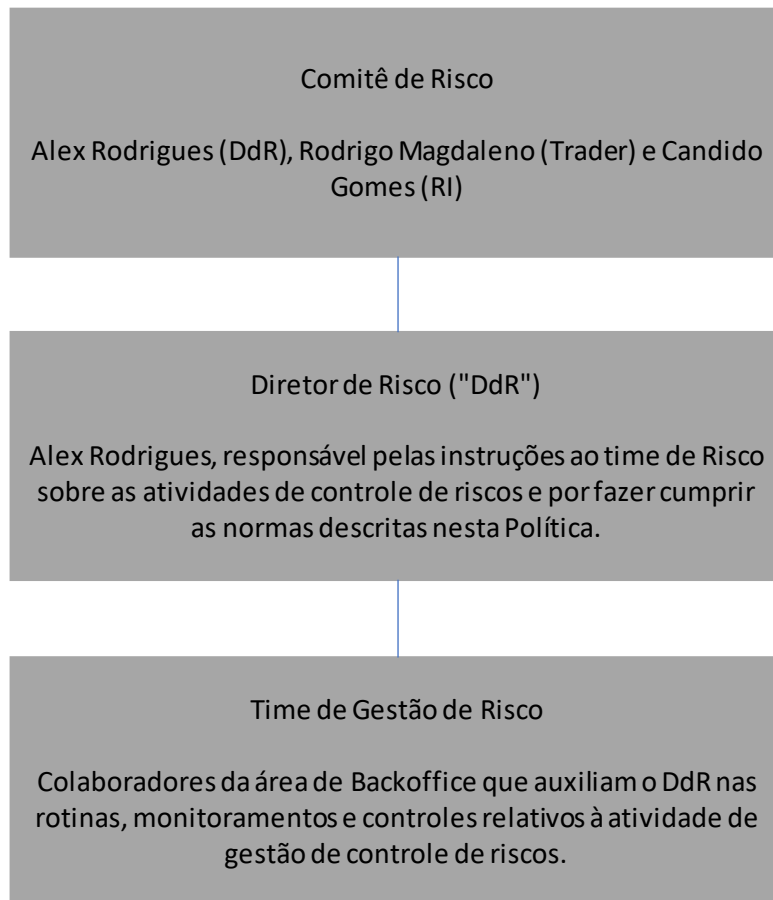 Comitê de Risco
Alex Rodrigues (DdR), Rodrigo Magdaleno (Trader) e Candido
Gomes (RI)
Diretor de Risco ("DdR")
Alex Rodrigues, responsável pelas instruções ao time de Risco
sobre as atividades de controle de riscos e por fazer cumprir
as normas descritas nesta Política.
Time de Gestão de Risco
Colaboradores da área de Backoffice que auxiliam o DdR nas
rotinas, monitoramentos e controles relativos à atividade de
gestão de controle de riscos.